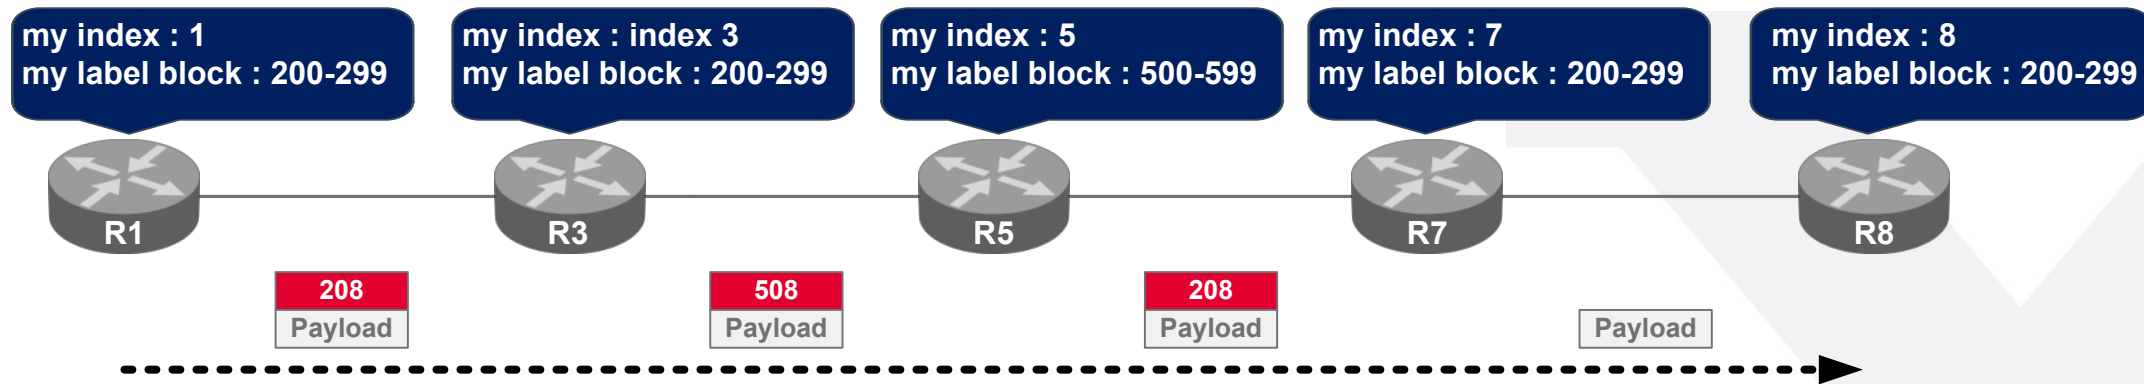 my index : 1
my label block : 200-299
my index : index 3
my label block : 200-299
my index : 5
my label block : 500-599
my index : 7
my label block : 200-299
my index : 8
my label block : 200-299
R1
R3
R5
R7
R8
208
Payload
508
Payload
208
Payload
Payload